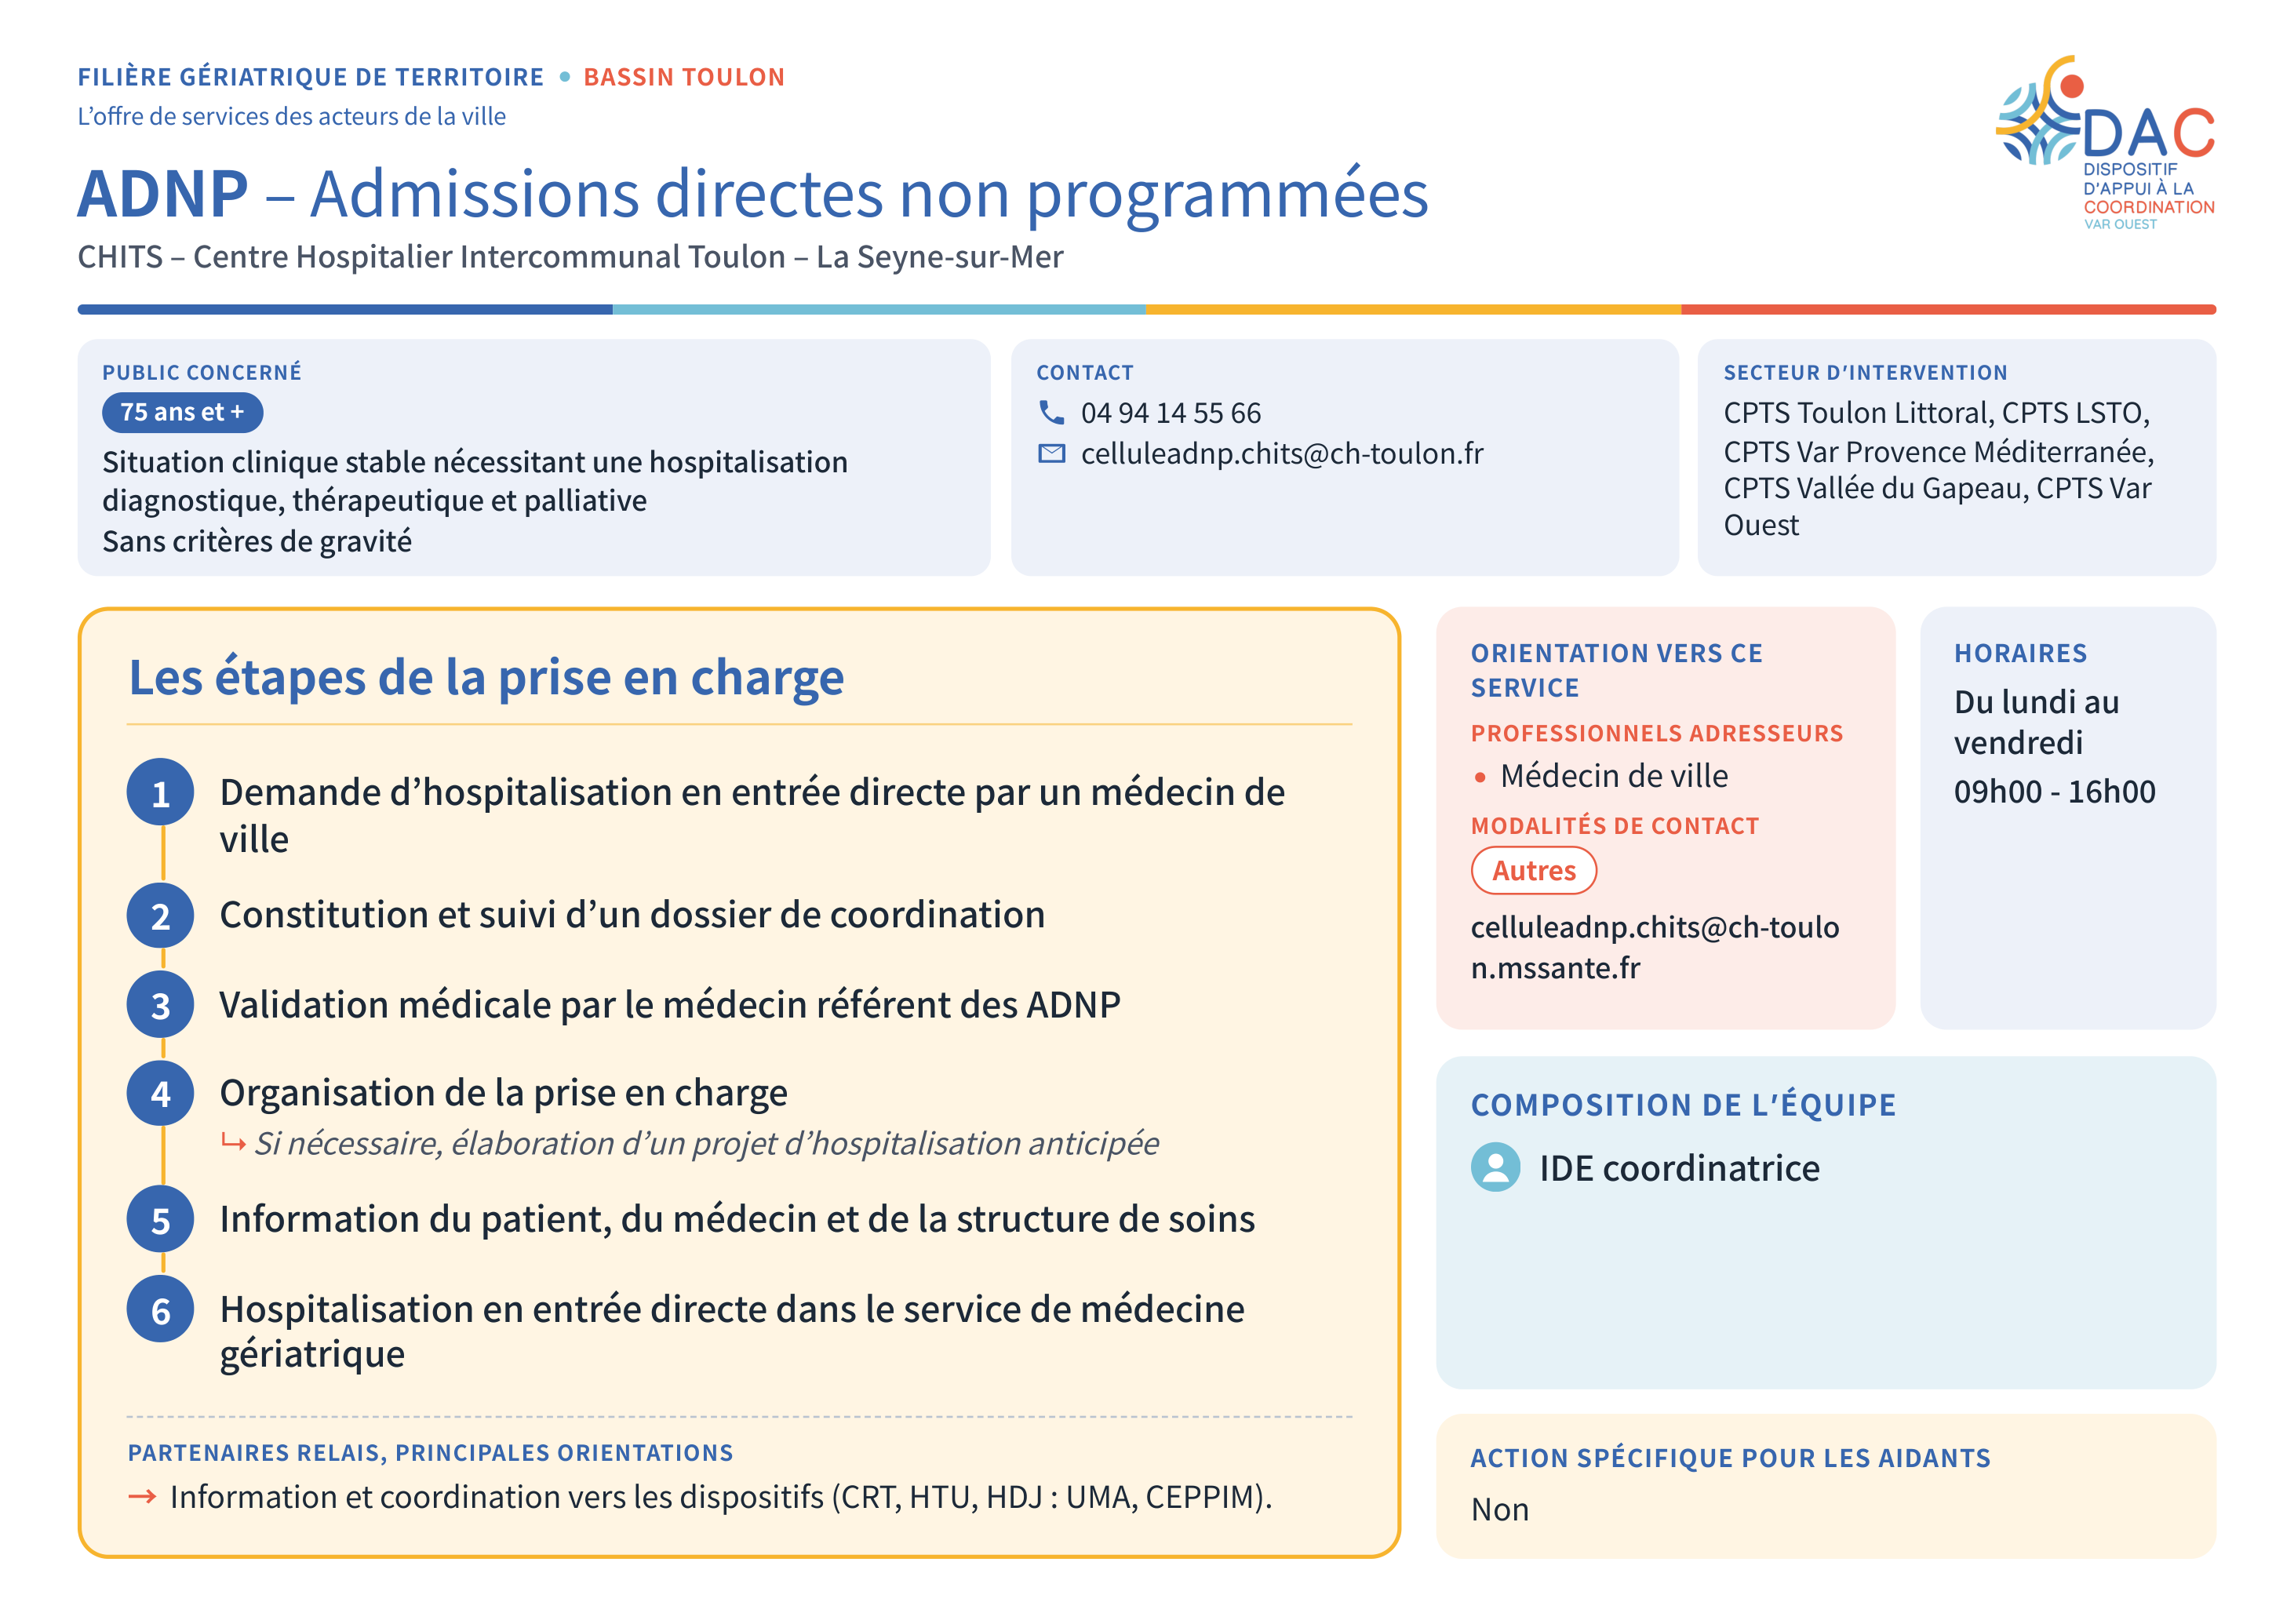 FILIÈRE GÉRIATRIQUE DE TERRITOIRE • BASSIN TOULON
L’offre de services des acteurs de la ville
ADNP – Admissions directes non programmées
CHITS – Centre Hospitalier Intercommunal Toulon – La Seyne-sur-Mer
DAC
DISPOSITIF
D'APPUI À LA
COORDINATION
VAR OUEST
PUBLIC CONCERNÉ
75 ans et +
Situation clinique stable nécessitant une hospitalisation
diagnostique, thérapeutique et palliative
Sans critères de gravité
CONTACT
04 94 14 55 66
celluleadnp.chits@ch-toulon.fr
SECTEUR D'INTERVENTION
CPTS Toulon Littoral, CPTS LSTO,
CPTS Var Provence Méditerranée,
CPTS Vallée du Gapeau, CPTS Var
Ouest
Les étapes de la prise en charge
1 Demande d’hospitalisation en entrée directe par un médecin de
ville
2 Constitution et suivi d’un dossier de coordination
3 Validation médicale par le médecin référent des ADNP
4 Organisation de la prise en charge
↳ Si nécessaire, élaboration d’un projet d’hospitalisation anticipée
5 Information du patient, du médecin et de la structure de soins
6 Hospitalisation en entrée directe dans le service de médecine
gériatrique
PARTENAIRES RELAIS, PRINCIPALES ORIENTATIONS
→ Information et coordination vers les dispositifs (CRT, HTU, HDJ : UMA, CEPPIM).
ORIENTATION VERS CE
SERVICE
PROFESSIONNELS ADRESSEURS
• Médecin de ville
MODALITÉS DE CONTACT
Autres
celluleadnp.chits@ch-toulo
n.mssante.fr
HORAIRES
Du lundi au
vendredi
09h00 - 16h00
COMPOSITION DE L'ÉQUIPE
IDE coordinatrice
ACTION SPÉCIFIQUE POUR LES AIDANTS
Non